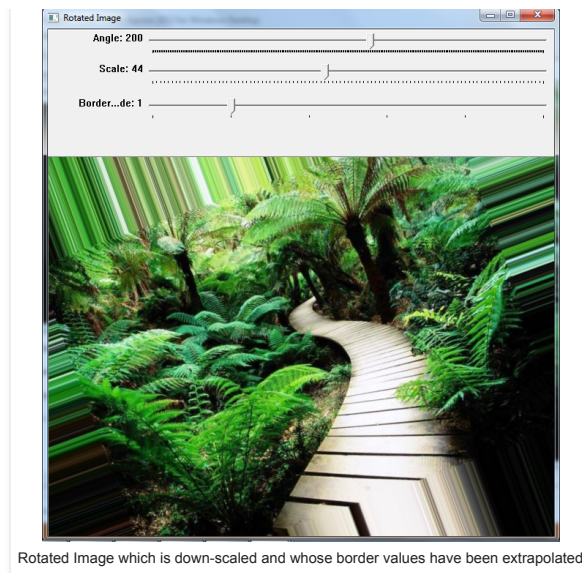 Rotated Image
Angle: 200
Scale: 44
Border...de: 1
Rotated Image which is down-scaled and whose border values have been extrapolated